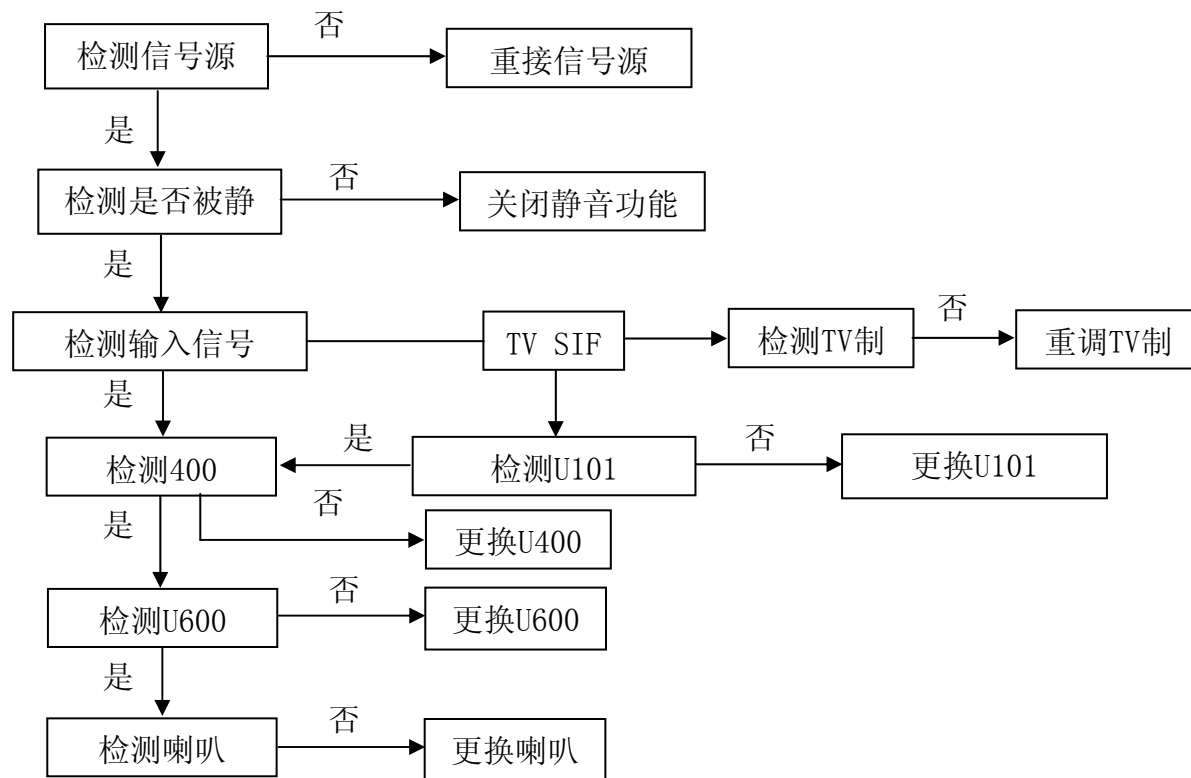 否
检测信号源
重接信号源
是
检测是否被静
否
关闭静音功能
是
检测输入信号
TV SIF
检测TV制
否
重调TV制
是
检测400
是
检测U101
否
更换U101
是
否
更换U400
检测U600
否
更换U600
是
检测喇叭
否
更换喇叭